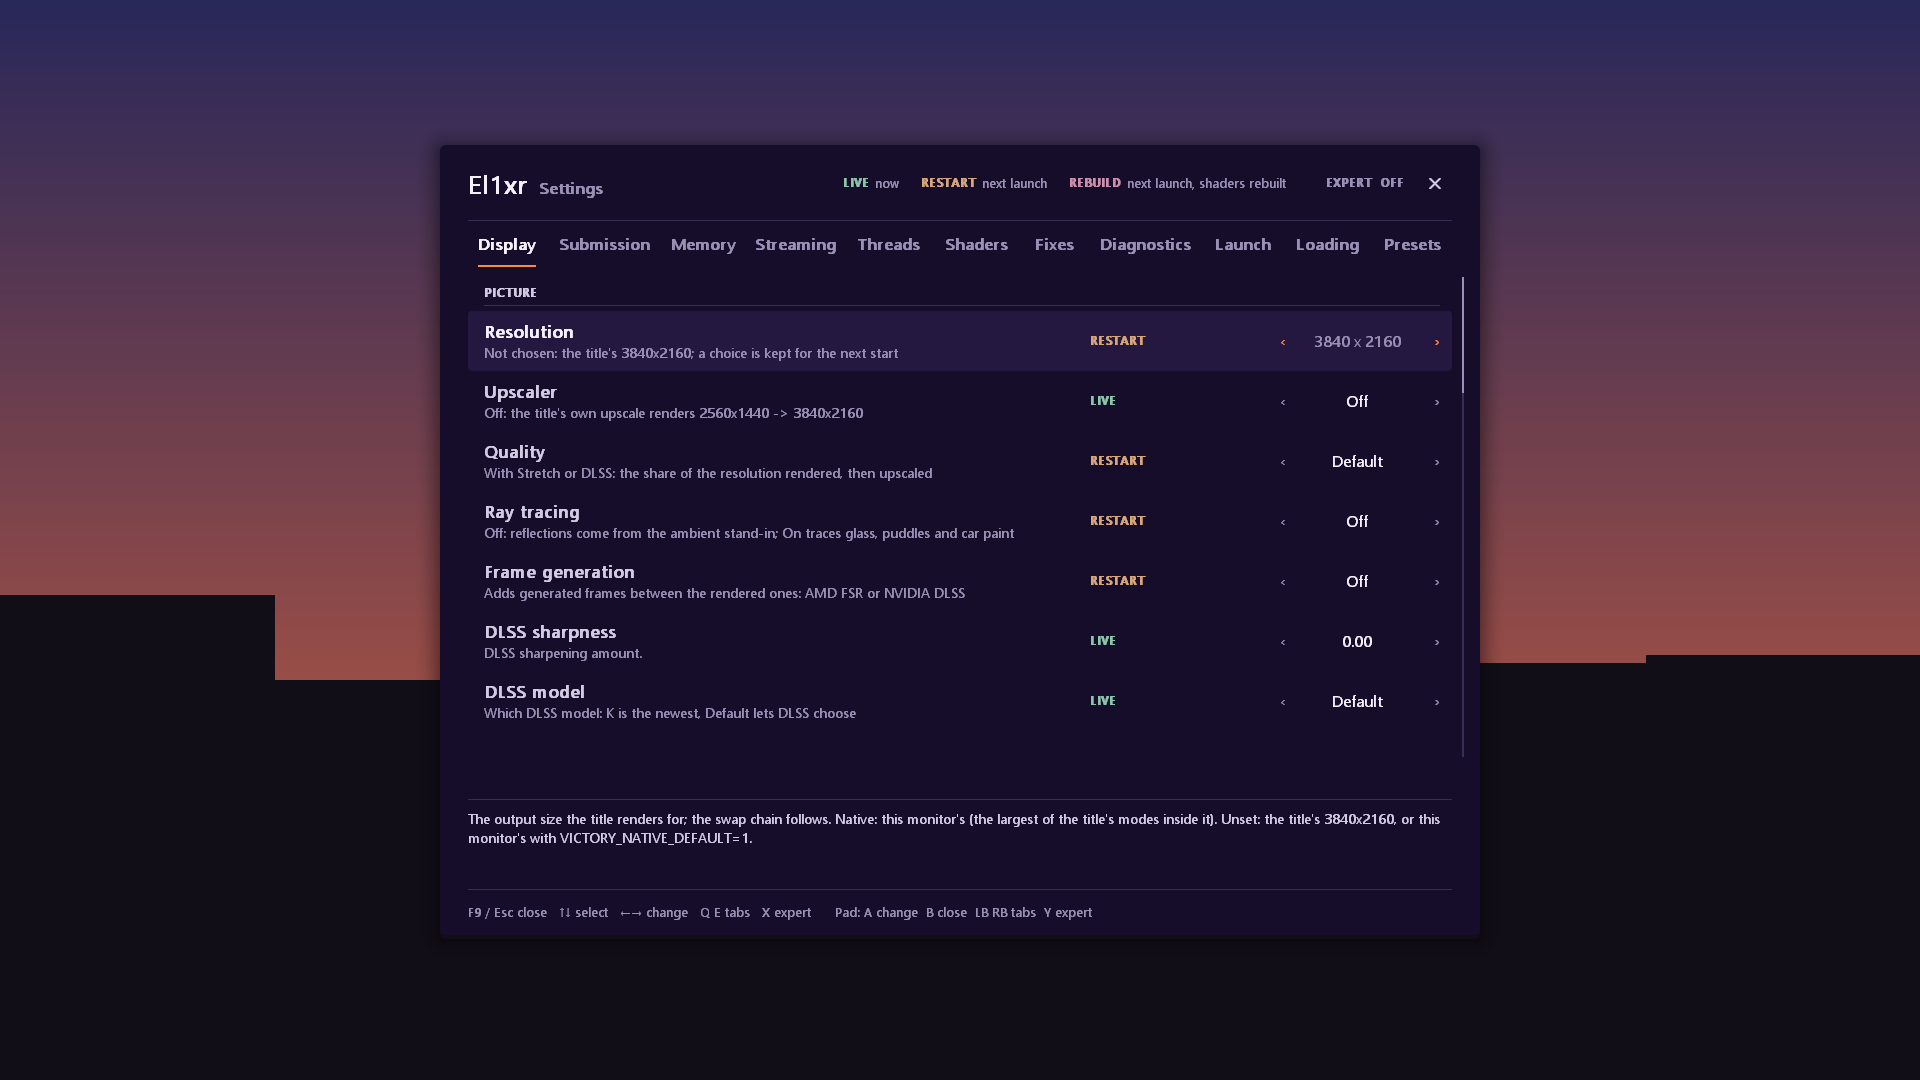 El1xr Settings
LIVE now RESTART next launch REBUILD next launch, shaders rebuilt EXPERT OFF ✕
Display Submission Memory Streaming Threads Shaders Fixes Diagnostics Launch Loading Presets
PICTURE
Resolution
Not chosen: the title's 3840x2160; a choice is kept for the next start
RESTART ‹ 3840 x 2160 ›
Upscaler
Off: the title's own upscale renders 2560x1440 -> 3840x2160
LIVE ‹ Off ›
Quality
With Stretch or DLSS: the share of the resolution rendered, then upscaled
RESTART ‹ Default ›
Ray tracing
Off: reflections come from the ambient stand-in; On traces glass, puddles and car paint
RESTART ‹ Off ›
Frame generation
Adds generated frames between the rendered ones: AMD FSR or NVIDIA DLSS
RESTART ‹ Off ›
DLSS sharpness
DLSS sharpening amount.
LIVE ‹ 0.00 ›
DLSS model
Which DLSS model: K is the newest, Default lets DLSS choose
LIVE ‹ Default ›
The output size the title renders for; the swap chain follows. Native: this monitor's (the largest of the title's modes inside it). Unset: the title's 3840x2160, or this
monitor's with VICTORY_NATIVE_DEFAULT=1.
F9 / Esc close ↑↓ select ←→ change Q E tabs X expert Pad: A change B close LB RB tabs Y expert